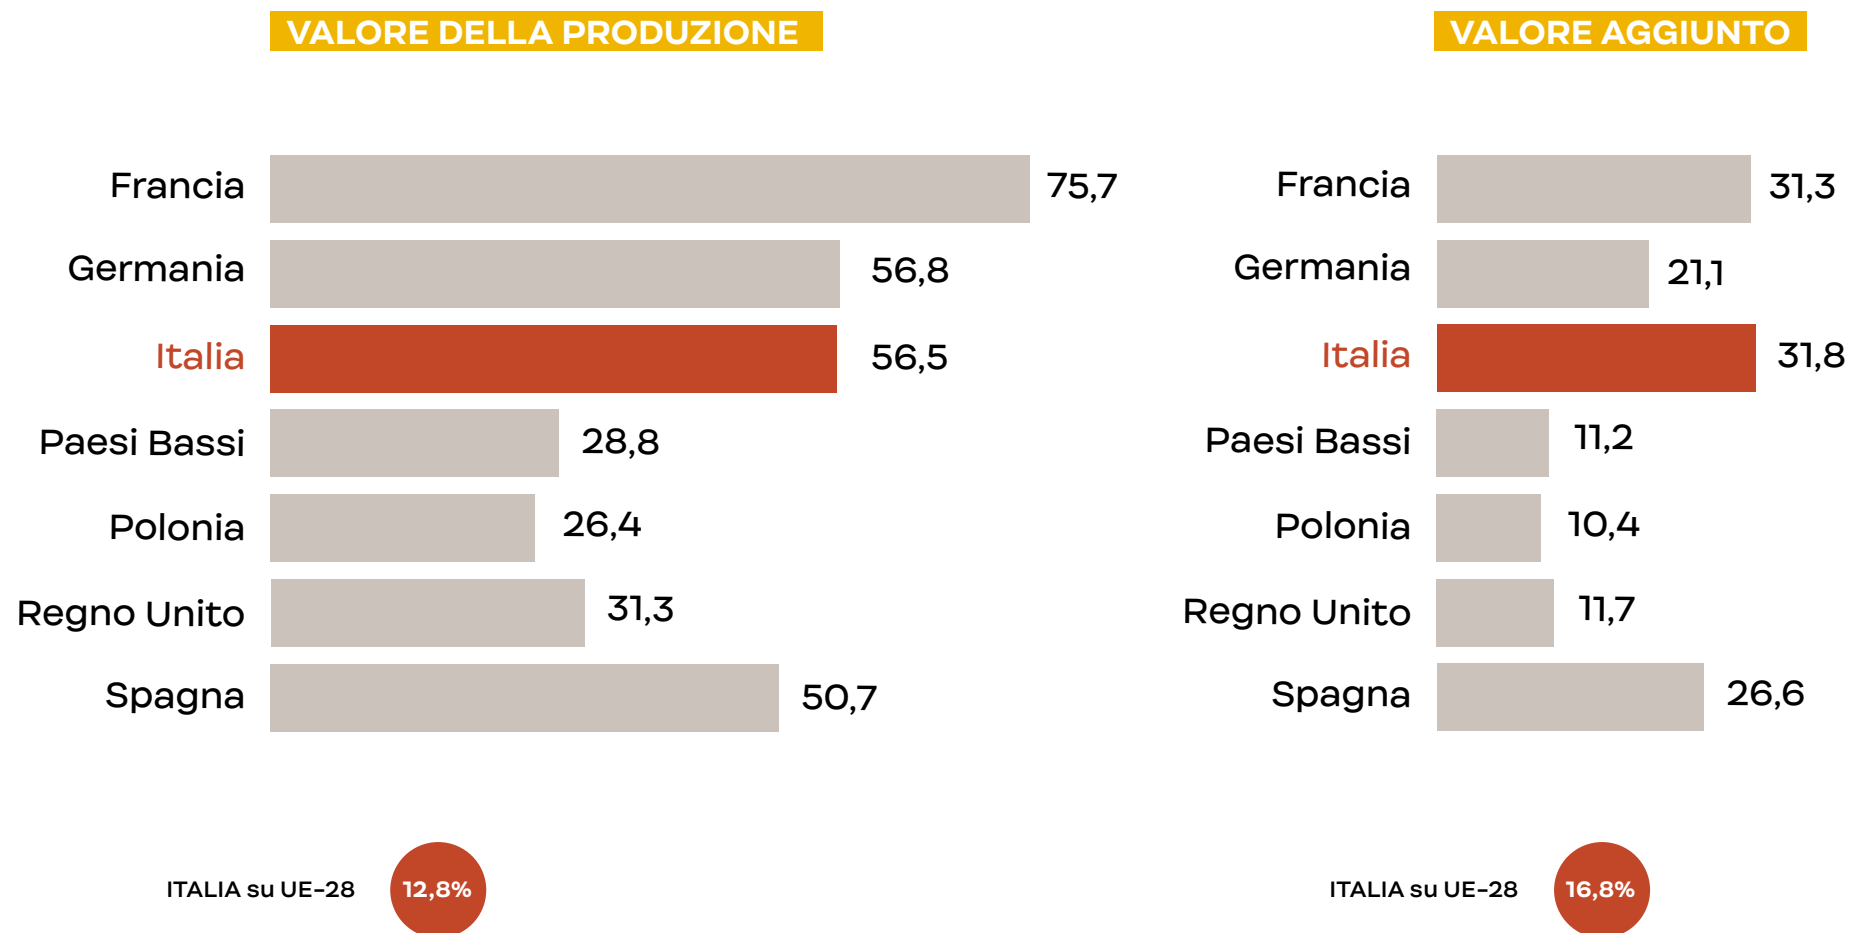 VALORE DELLA PRODUZIONE
Francia 75,7
Germania 56,8
Italia 56,5
Paesi Bassi 28,8
Polonia 26,4
Regno Unito 31,3
Spagna 50,7
ITALIA su UE-28 12,8%
VALORE AGGIUNTO
Francia 31,3
Germania 21,1
Italia 31,8
Paesi Bassi 11,2
Polonia 10,4
Regno Unito 11,7
Spagna 26,6
ITALIA su UE-28 16,8%